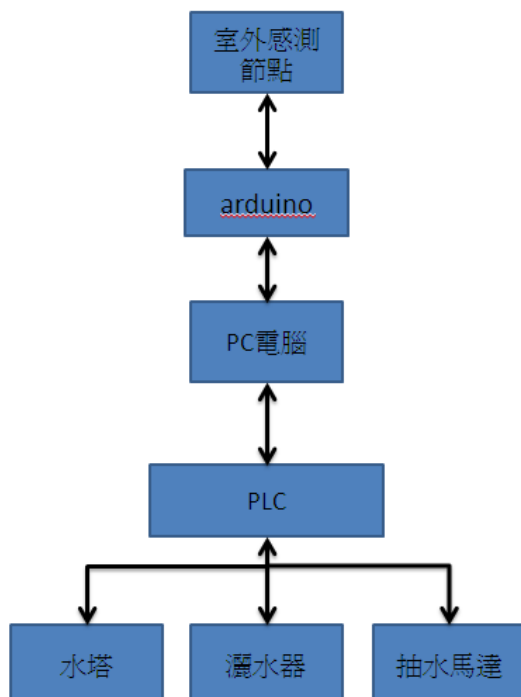 室外感測
節點
arduino
PC電腦
PLC
水塔
灑水器
抽水馬達